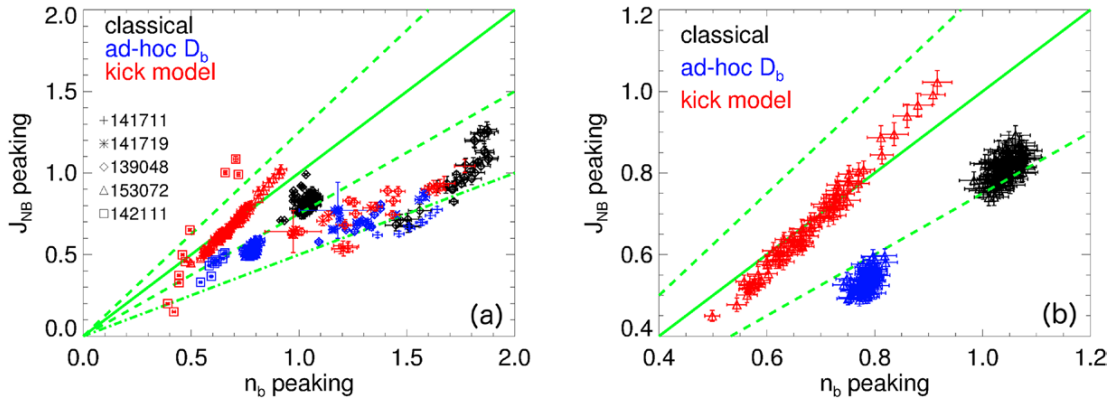 2.0
1.5
1.0
0.5
0.0
J_NB peaking
classical
ad-hoc D_b
kick model
141711
141719
139048
153072
142111
(a)
0.0 0.5 1.0 1.5 2.0
n_b peaking
1.2
1.0
0.8
0.6
0.4
J_NB peaking
classical
ad-hoc D_b
kick model
(b)
0.4 0.6 0.8 1.0 1.2
n_b peaking